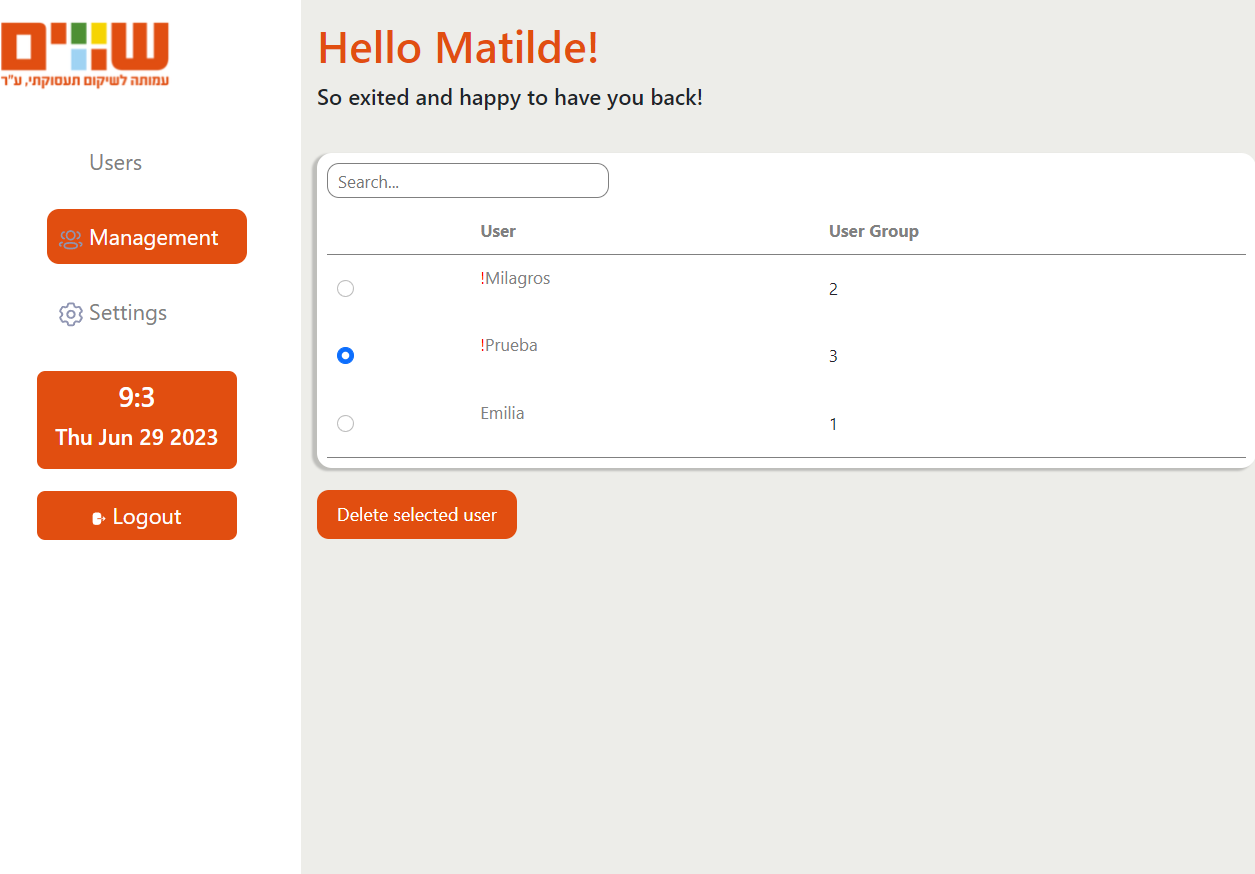 שווים
עמותה לשיקום תעסוקתי, ע"ר
Users
Management
Settings
9:3
Thu Jun 29 2023
Logout
Hello Matilde!
So exited and happy to have you back!
Search...
User User Group
!Milagros 2
!Prueba 3
Emilia 1
Delete selected user